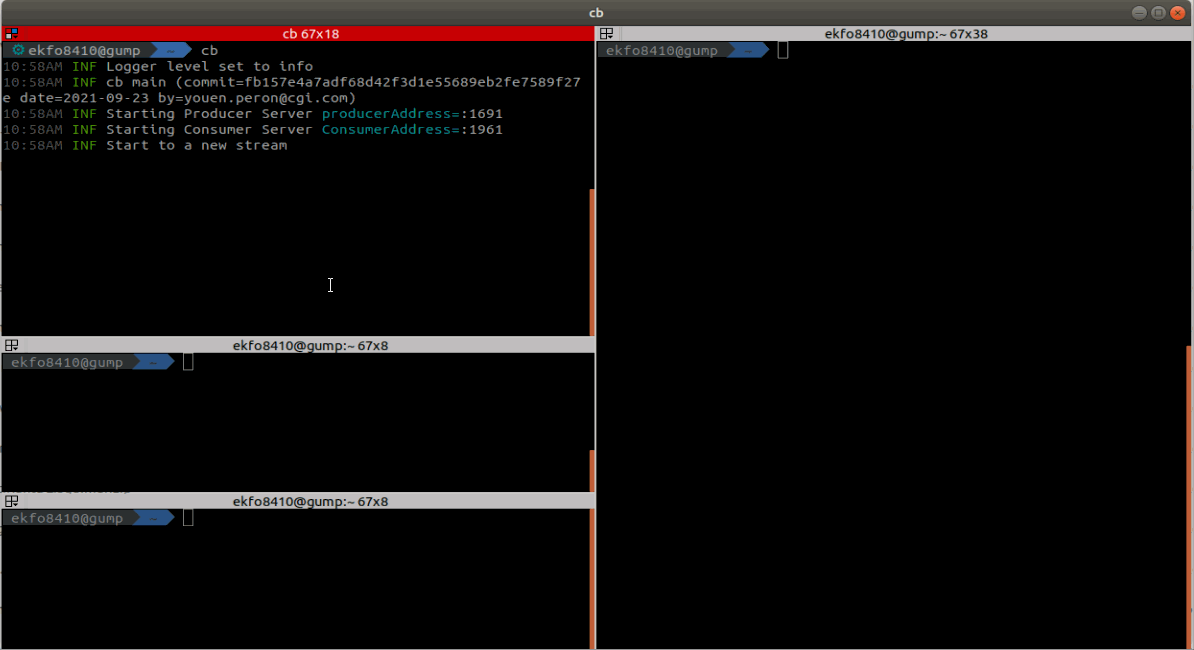 cb
cb 67x18
ekfo8410@gump ~ cb
10:58AM INF Logger level set to info
10:58AM INF cb main (commit=fb157e4a7adf68d42f3d1e55689eb2fe7589f27
e date=2021-09-23 by=youen.peron@cgi.com)
10:58AM INF Starting Producer Server producerAddress=:1691
10:58AM INF Starting Consumer Server ConsumerAddress=:1961
10:58AM INF Start to a new stream
ekfo8410@gump:~ 67x8
ekfo8410@gump ~
ekfo8410@gump:~ 67x8
ekfo8410@gump ~
ekfo8410@gump:~ 67x38
ekfo8410@gump ~